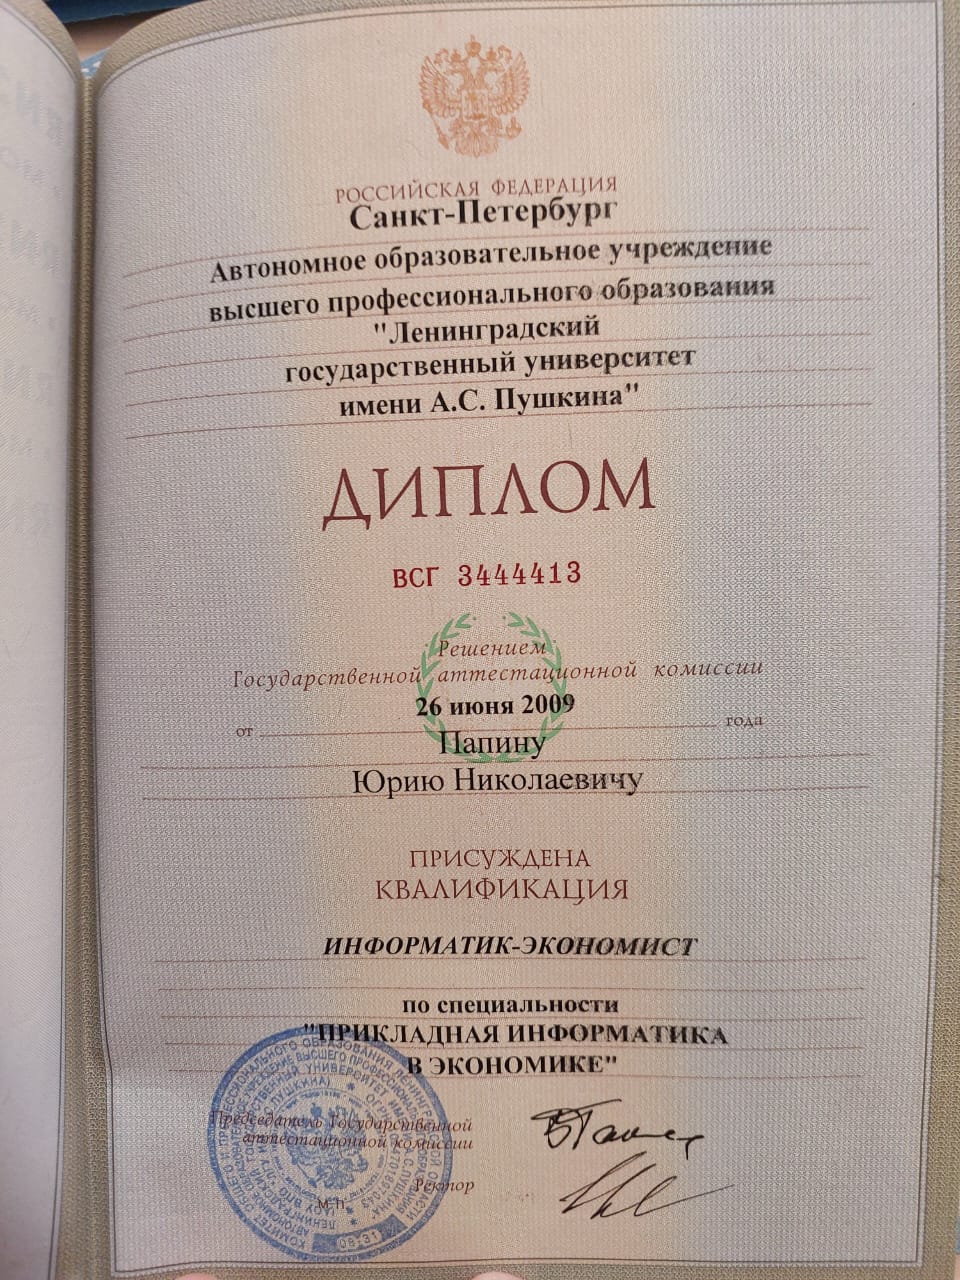 РОССИЙСКАЯ ФЕДЕРАЦИЯ
Санкт-Петербург
Автономное образовательное учреждение
высшего профессионального образования
"Ленинградский
государственный университет
имени А.С. Пушкина"
ДИПЛОМ
ВСГ 3444413
Решением
Государственной аттестационной комиссии
26 июня 2009
от года
Папину
Юрию Николаевичу
ПРИСУЖДЕНА
КВАЛИФИКАЦИЯ
ИНФОРМАТИК-ЭКОНОМИСТ
по специальности
"ПРИКЛАДНАЯ ИНФОРМАТИКА
В ЭКОНОМИКЕ"
Председатель Государственной
аттестационной комиссии
Ректор
М.П.